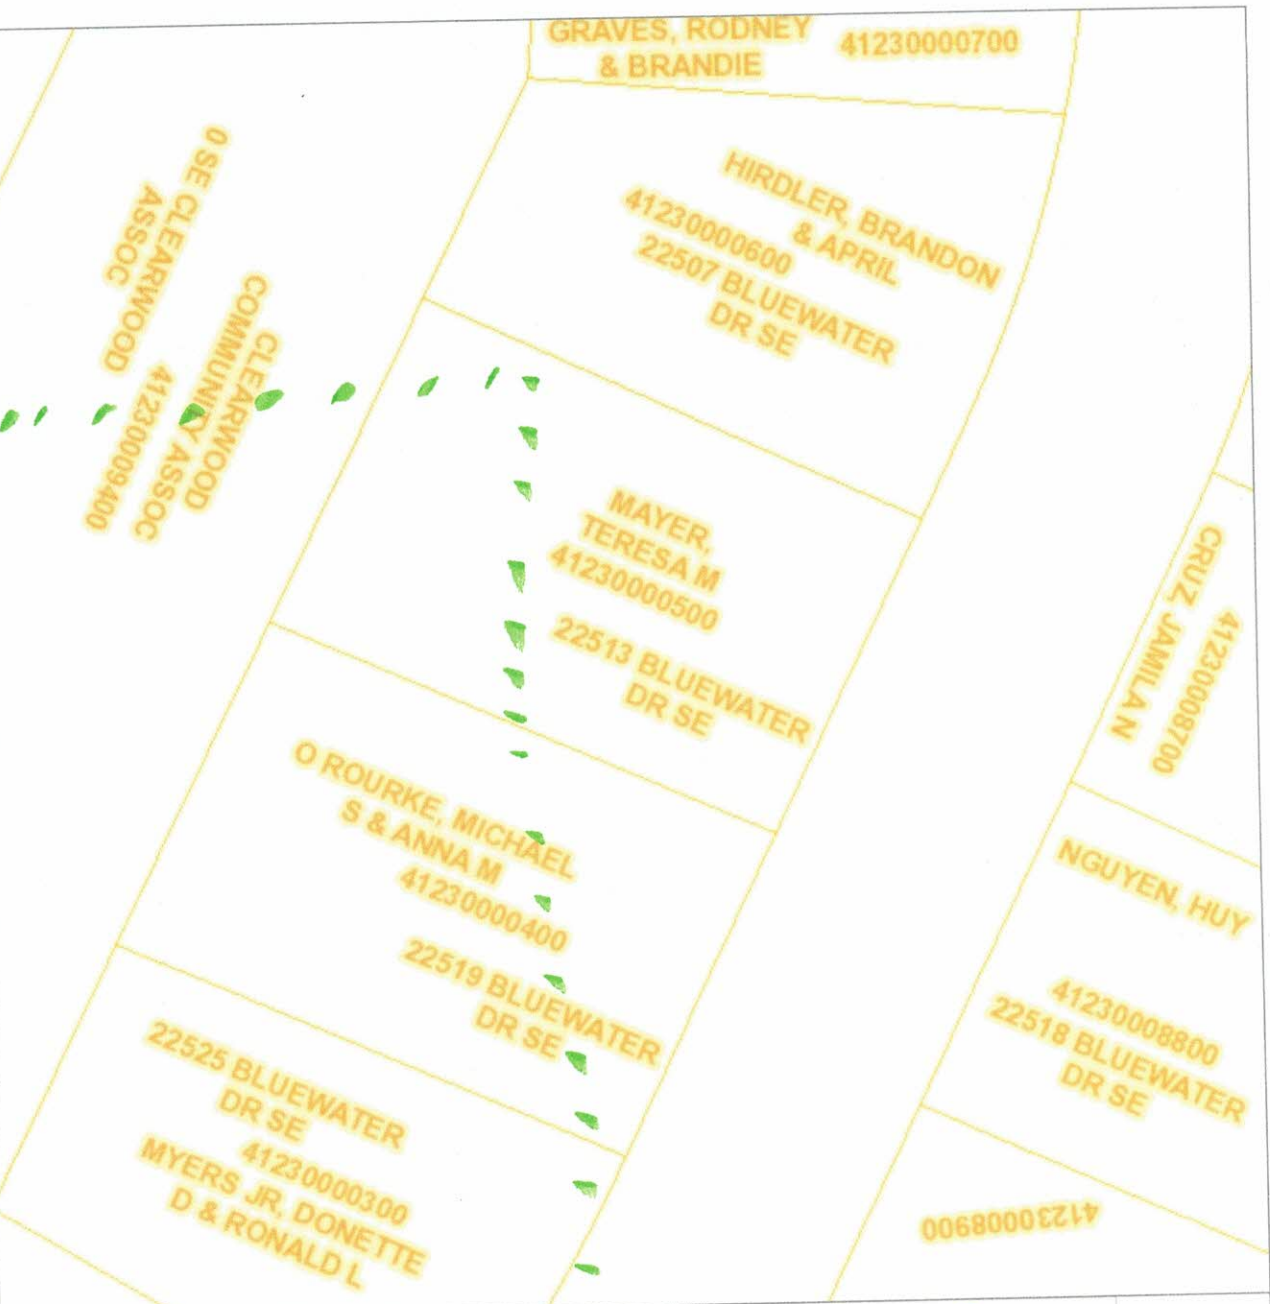 GRAVES, RODNEY
& BRANDIE
41230000700
HIRDLER, BRANDON
& APRIL
41230000600
22507 BLUEWATER
DR SE
0 SE CLEARWOOD
ASSOC
CLEARWOOD
COMMUNITY ASSOC
41230009400
MAYER,
TERESA M
41230000500
22513 BLUEWATER
DR SE
CRUZ, JAMILA N
41230008700
O ROURKE, MICHAEL
S & ANNA M
41230000400
22519 BLUEWATER
DR SE
NGUYEN, HUY
41230008800
22518 BLUEWATER
DR SE
22525 BLUEWATER
DR SE
41230000300
MYERS JR, DONETTE
D & RONALD L
41230008900